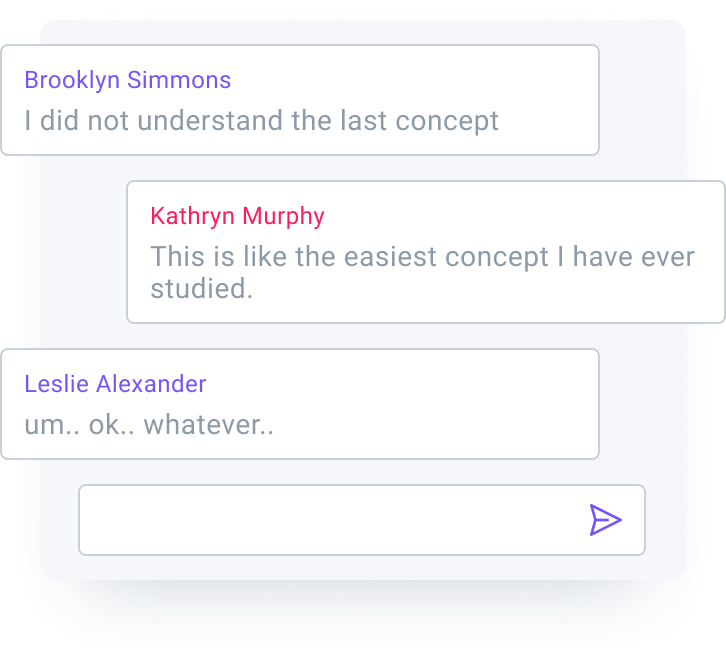 Brooklyn Simmons
I did not understand the last concept
Kathryn Murphy
This is like the easiest concept I have ever
studied.
Leslie Alexander
um.. ok.. whatever..